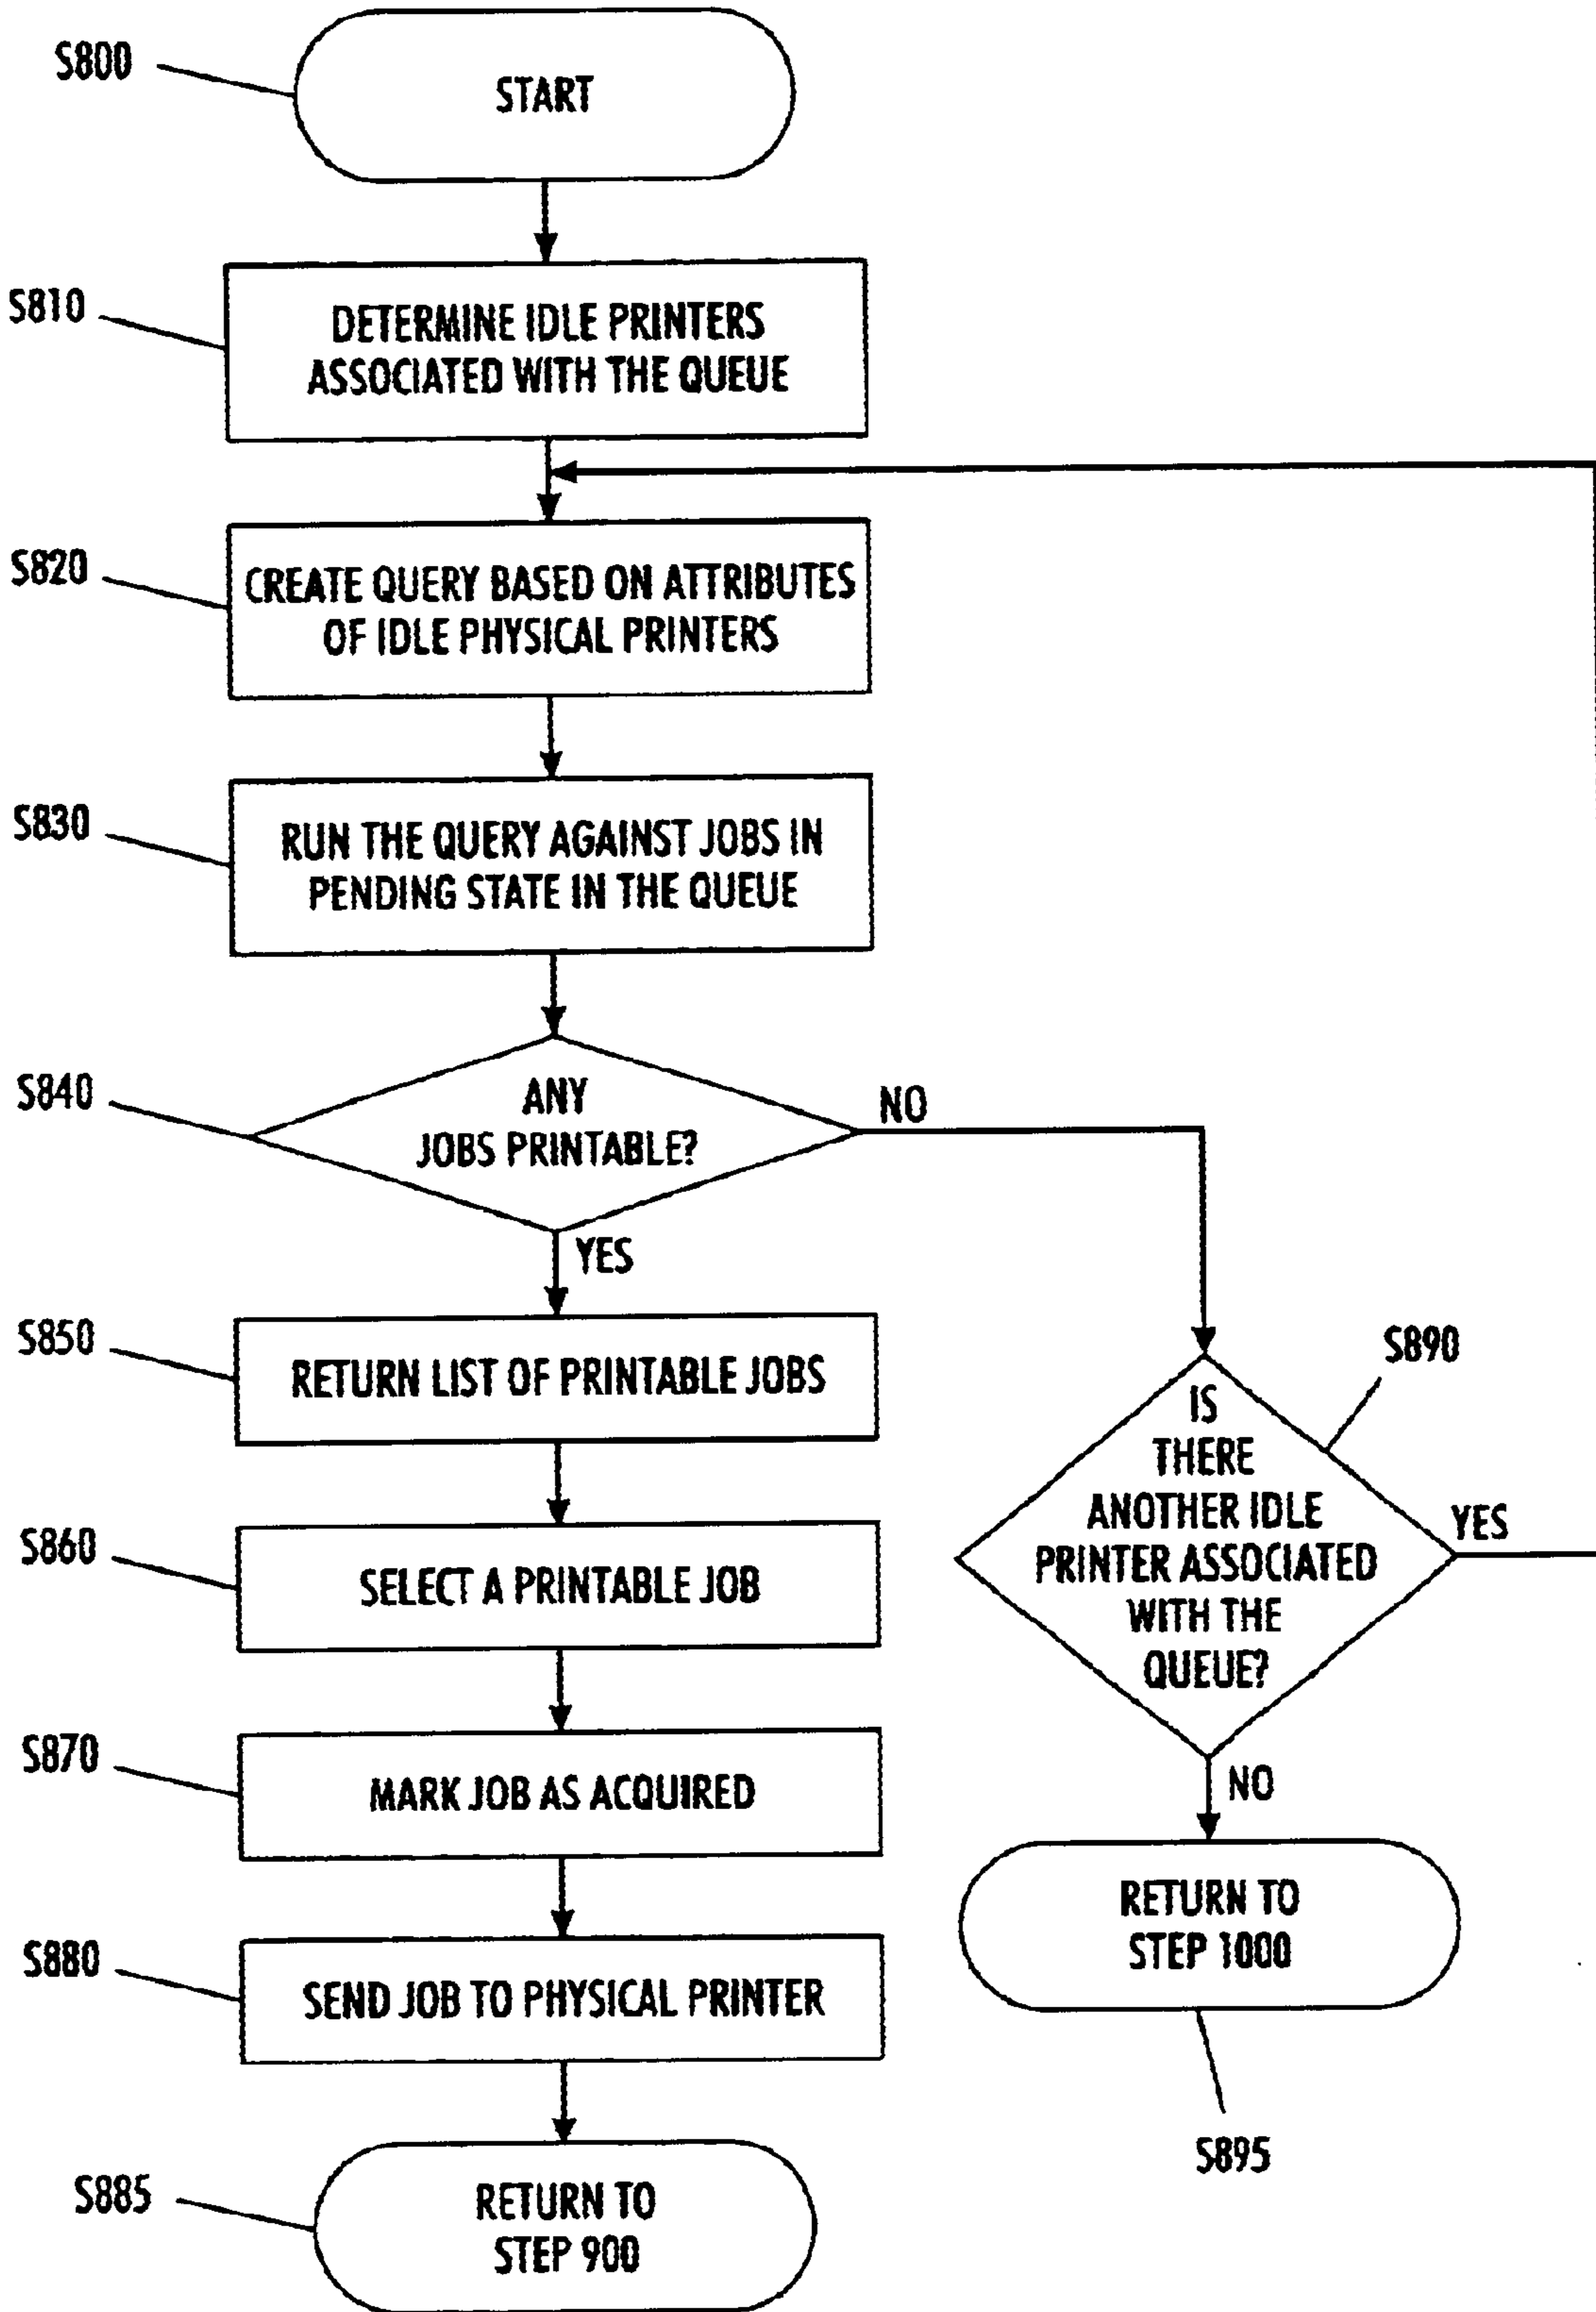 S800
START
S810
DETERMINE IDLE PRINTERS
ASSOCIATED WITH THE QUEUE
S820
CREATE QUERY BASED ON ATTRIBUTES
OF IDLE PHYSICAL PRINTERS
S830
RUN THE QUERY AGAINST JOBS IN
PENDING STATE IN THE QUEUE
S840
ANY
JOBS PRINTABLE?
NO
YES
S850
RETURN LIST OF PRINTABLE JOBS
S860
SELECT A PRINTABLE JOB
S870
MARK JOB AS ACQUIRED
S880
SEND JOB TO PHYSICAL PRINTER
S885
RETURN TO
STEP 900
S890
IS
THERE
ANOTHER IDLE
PRINTER ASSOCIATED
WITH THE
QUEUE?
YES
NO
RETURN TO
STEP 1000
S895